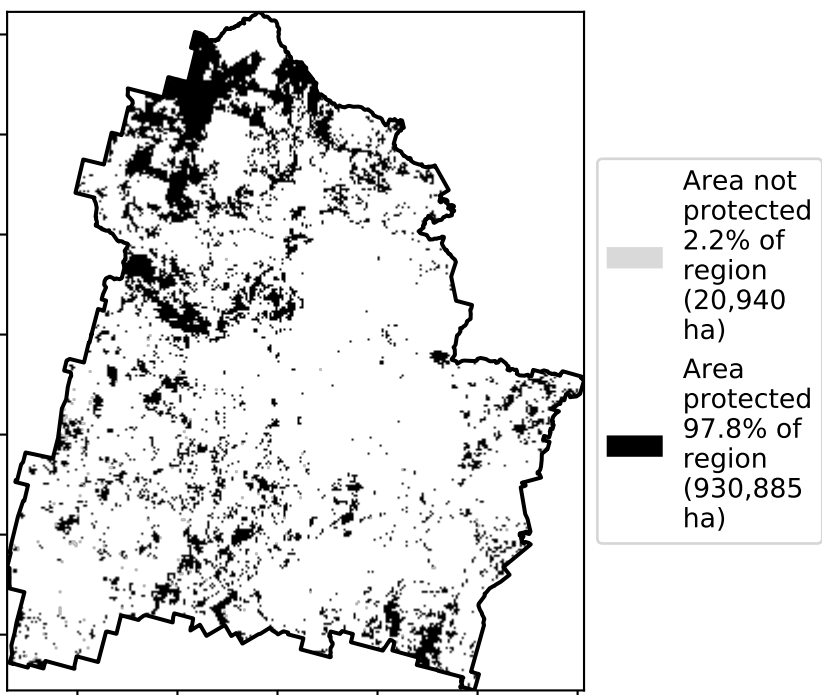 Area not
protected
2.2% of
region
(20,940
ha)
Area
protected
97.8% of
region
(930,885
ha)